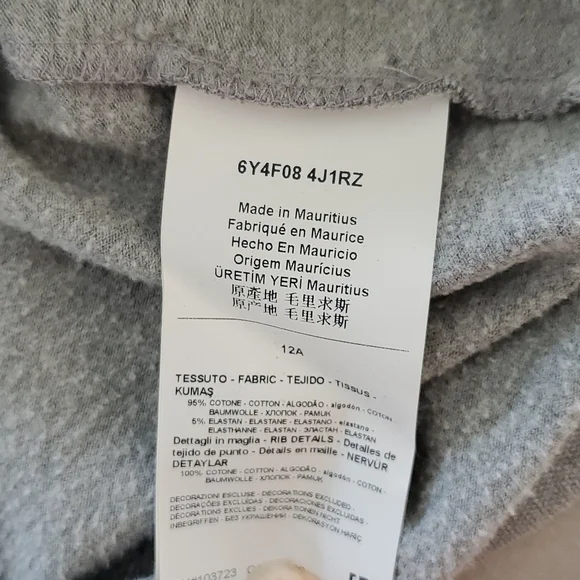 6Y4F08 4J1RZ
Made in Mauritius
Fabriqué en Maurice
Hecho En Mauricio
Origem Maurícius
ÜRETİM YERİ Mauritius
原產地 毛里求斯
原产地 毛里求斯
12A
TESSUTO - FABRIC - TEJIDO - TISSUS -
KUMAŞ
95% COTONE - COTTON - ALGODÃO - algodón - COTON
BAUMWOLLE - ХЛОПОК - PAMUK
5% ELASTAN - ELASTANE - ELASTANO - elastano -
ELASTHANNE - ELASTAN - ЭЛАСТАН - ELASTAN
Dettagli in maglia - RIB DETAILS - Detalles de
tejido de punto - Détails en maille - NERVÜR
DETAYLAR
100% COTONE - COTTON - ALGODÃO - algodón - COTON
BAUMWOLLE - ХЛОПОК - PAMUK
DECORAZIONI ESCLUSE - DECORATIONS EXCLUDED -
DECORAÇÕES EXCLUÍDAS - DECORACIONES EXCLUIDAS
DÉCORATIONS EXCLUES - DEKORATIONEN NICHT
INBEGRIFFEN - БЕЗ УКРАШЕНИЙ - DEKORASYON HARİÇ
103723